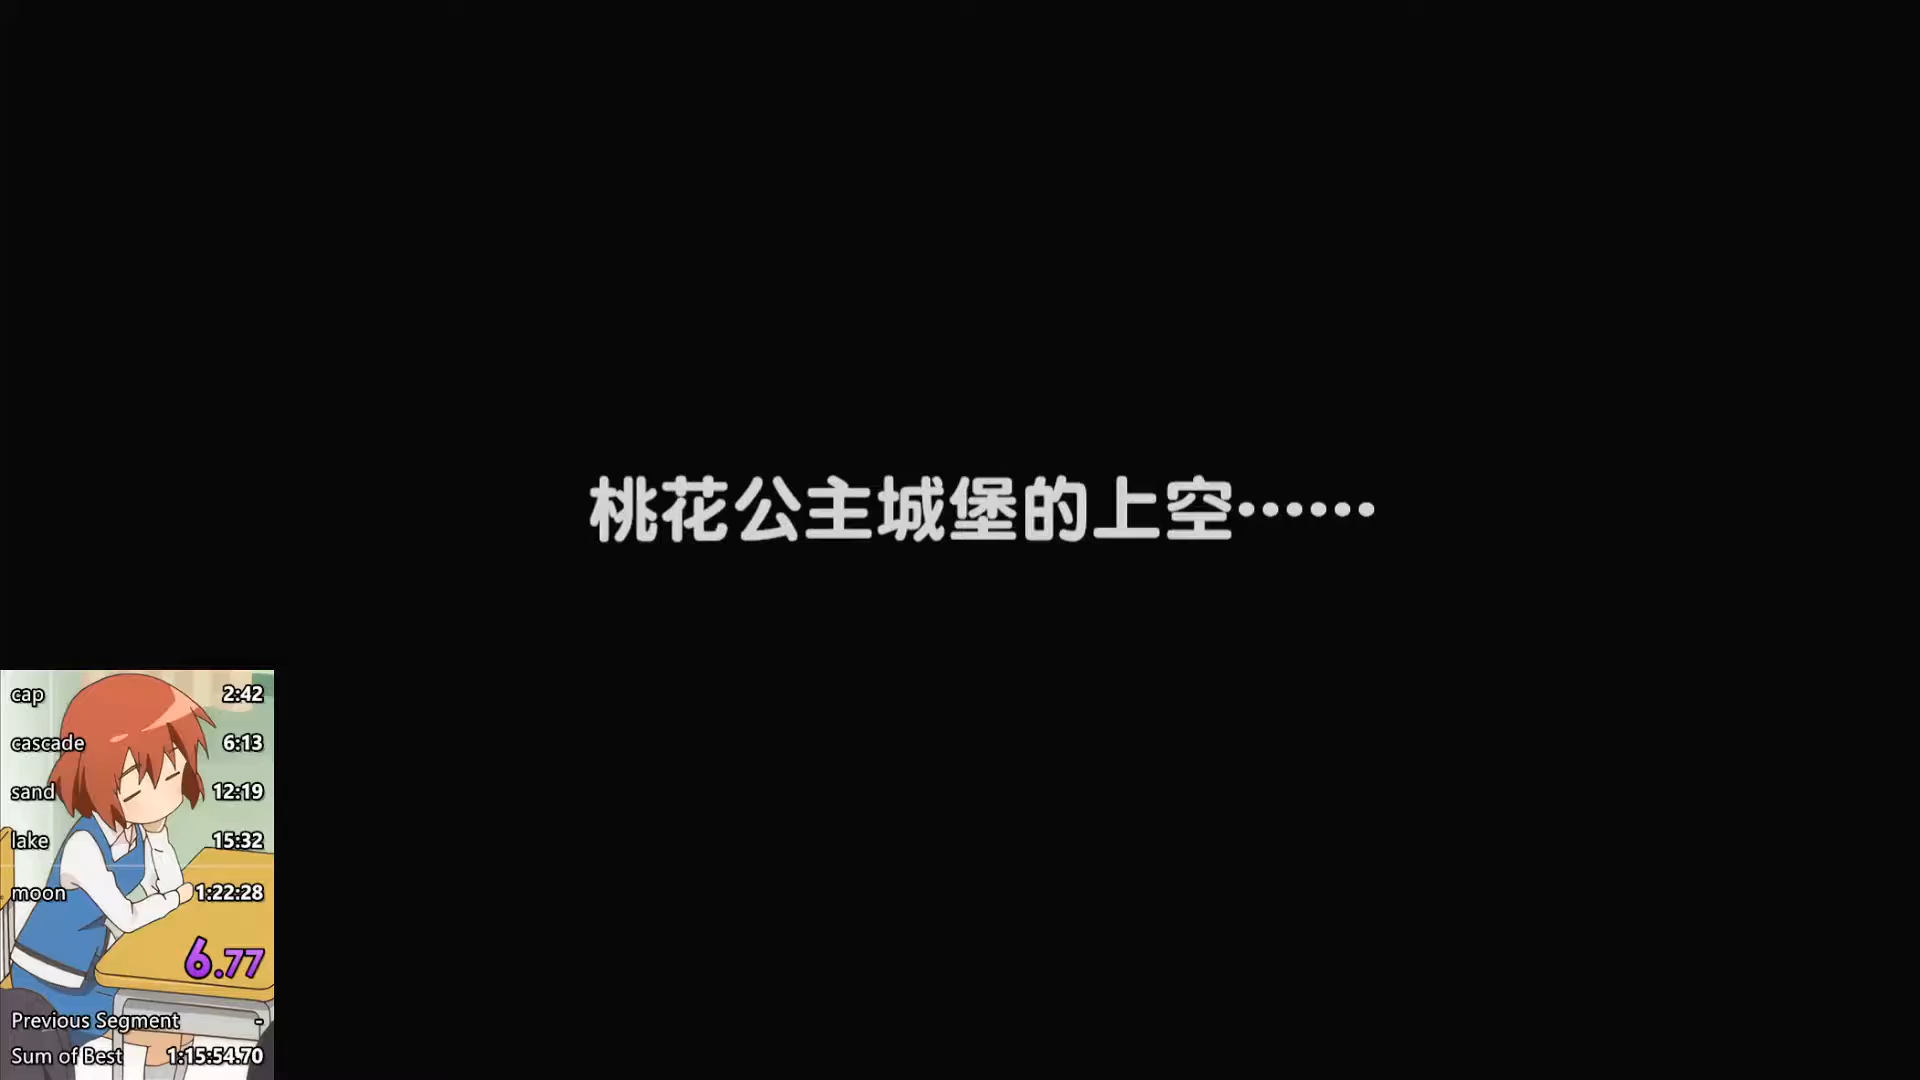 桃花公主城堡的上空……
cap 2:42
cascade 6:13
sand 12:19
lake 15:32
moon 1:22:28
6.77
Previous Segment -
Sum of Best 1:15:54.70